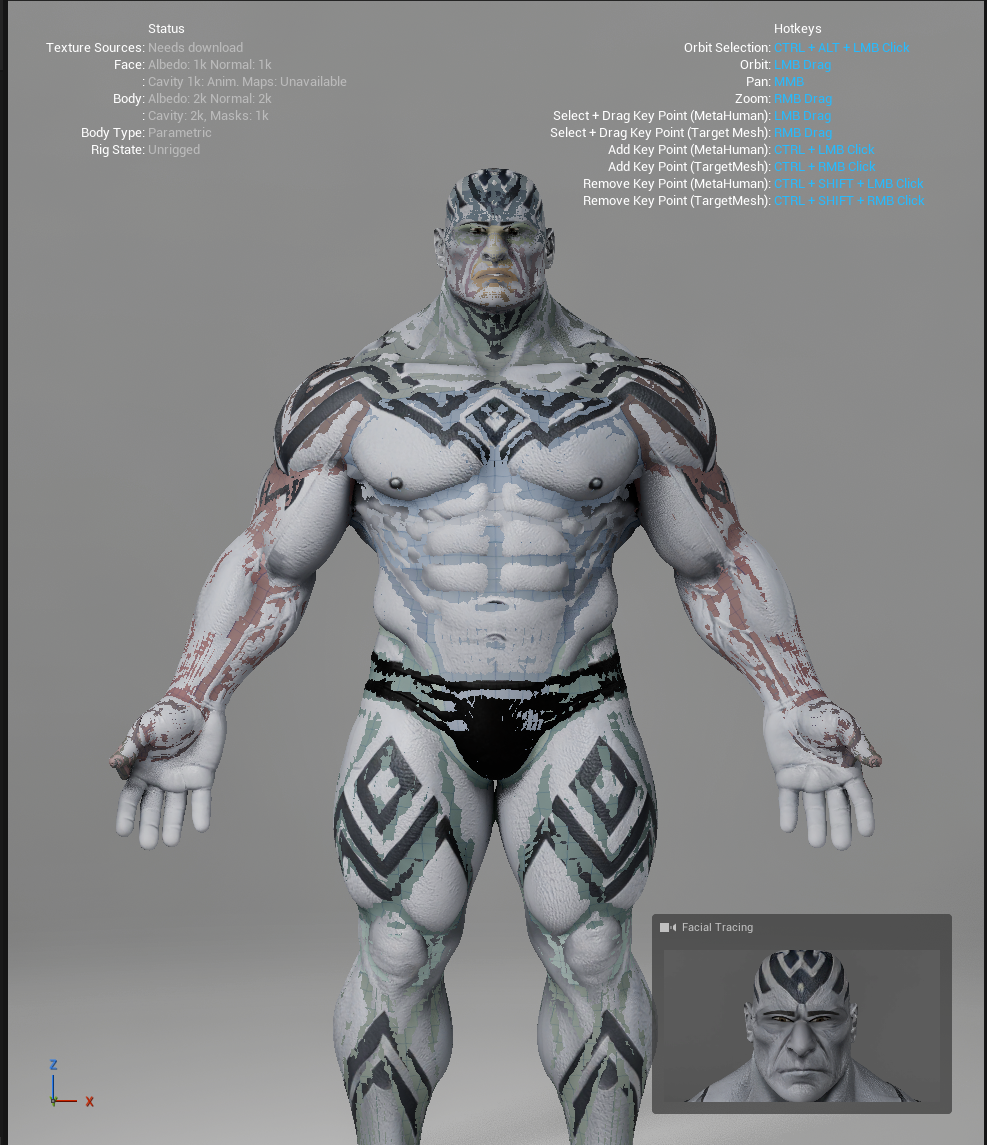 Status
Texture Sources: Needs download
Face: Albedo: 1k Normal: 1k
: Cavity 1k: Anim. Maps: Unavailable
Body: Albedo: 2k Normal: 2k
: Cavity: 2k, Masks: 1k
Body Type: Parametric
Rig State: Unrigged
Hotkeys
Orbit Selection: CTRL + ALT + LMB Click
Orbit: LMB Drag
Pan: MMB
Zoom: RMB Drag
Select + Drag Key Point (MetaHuman): LMB Drag
Select + Drag Key Point (Target Mesh): RMB Drag
Add Key Point (MetaHuman): CTRL + LMB Click
Add Key Point (TargetMesh): CTRL + RMB Click
Remove Key Point (MetaHuman): CTRL + SHIFT + LMB Click
Remove Key Point (TargetMesh): CTRL + SHIFT + RMB Click
Facial Tracing
Z
Y
X